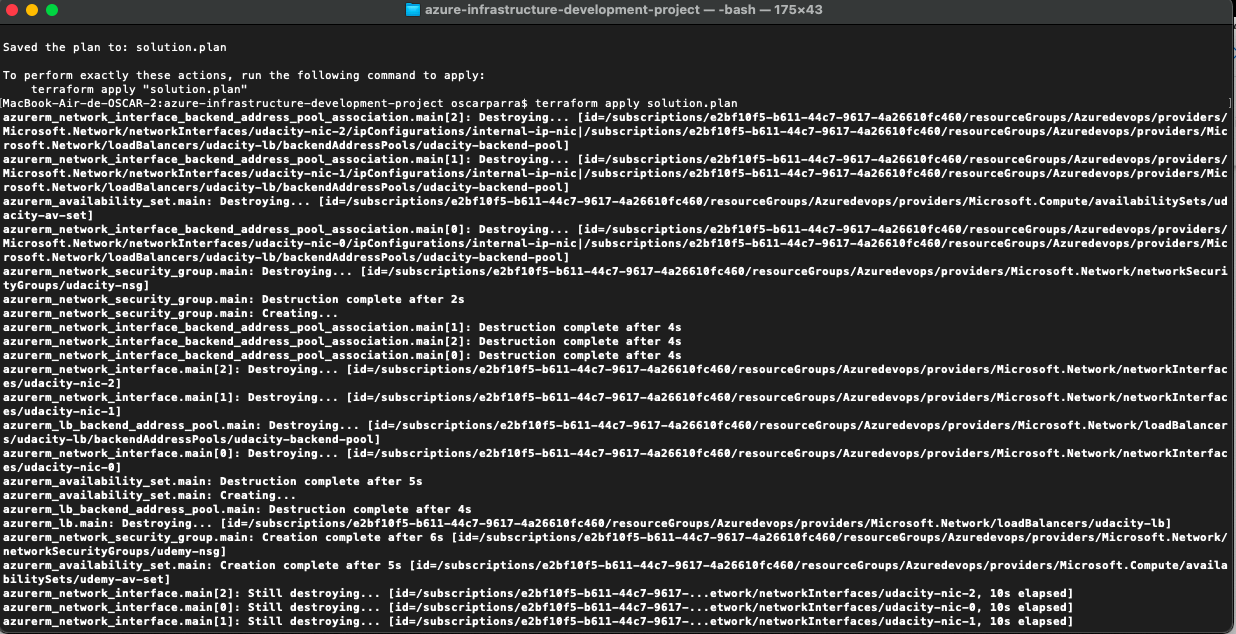 azure-infrastructure-development-project — -bash — 175×43
Saved the plan to: solution.plan
To perform exactly these actions, run the following command to apply:
    terraform apply "solution.plan"
[MacBook-Air-de-OSCAR-2:azure-infrastructure-development-project oscarparra$ terraform apply solution.plan ]
azurerm_network_interface_backend_address_pool_association.main[2]: Destroying... [id=/subscriptions/e2bf10f5-b611-44c7-9617-4a26610fc460/resourceGroups/Azuredevops/providers/
Microsoft.Network/networkInterfaces/udacity-nic-2/ipConfigurations/internal-ip-nic|/subscriptions/e2bf10f5-b611-44c7-9617-4a26610fc460/resourceGroups/Azuredevops/providers/Mic
rosoft.Network/loadBalancers/udacity-lb/backendAddressPools/udacity-backend-pool]
azurerm_network_interface_backend_address_pool_association.main[1]: Destroying... [id=/subscriptions/e2bf10f5-b611-44c7-9617-4a26610fc460/resourceGroups/Azuredevops/providers/
Microsoft.Network/networkInterfaces/udacity-nic-1/ipConfigurations/internal-ip-nic|/subscriptions/e2bf10f5-b611-44c7-9617-4a26610fc460/resourceGroups/Azuredevops/providers/Mic
rosoft.Network/loadBalancers/udacity-lb/backendAddressPools/udacity-backend-pool]
azurerm_availability_set.main: Destroying... [id=/subscriptions/e2bf10f5-b611-44c7-9617-4a26610fc460/resourceGroups/Azuredevops/providers/Microsoft.Compute/availabilitySets/ud
acity-av-set]
azurerm_network_interface_backend_address_pool_association.main[0]: Destroying... [id=/subscriptions/e2bf10f5-b611-44c7-9617-4a26610fc460/resourceGroups/Azuredevops/providers/
Microsoft.Network/networkInterfaces/udacity-nic-0/ipConfigurations/internal-ip-nic|/subscriptions/e2bf10f5-b611-44c7-9617-4a26610fc460/resourceGroups/Azuredevops/providers/Mic
rosoft.Network/loadBalancers/udacity-lb/backendAddressPools/udacity-backend-pool]
azurerm_network_security_group.main: Destroying... [id=/subscriptions/e2bf10f5-b611-44c7-9617-4a26610fc460/resourceGroups/Azuredevops/providers/Microsoft.Network/networkSecuri
tyGroups/udacity-nsg]
azurerm_network_security_group.main: Destruction complete after 2s
azurerm_network_security_group.main: Creating...
azurerm_network_interface_backend_address_pool_association.main[1]: Destruction complete after 4s
azurerm_network_interface_backend_address_pool_association.main[2]: Destruction complete after 4s
azurerm_network_interface_backend_address_pool_association.main[0]: Destruction complete after 4s
azurerm_network_interface.main[2]: Destroying... [id=/subscriptions/e2bf10f5-b611-44c7-9617-4a26610fc460/resourceGroups/Azuredevops/providers/Microsoft.Network/networkInterfac
es/udacity-nic-2]
azurerm_network_interface.main[1]: Destroying... [id=/subscriptions/e2bf10f5-b611-44c7-9617-4a26610fc460/resourceGroups/Azuredevops/providers/Microsoft.Network/networkInterfac
es/udacity-nic-1]
azurerm_lb_backend_address_pool.main: Destroying... [id=/subscriptions/e2bf10f5-b611-44c7-9617-4a26610fc460/resourceGroups/Azuredevops/providers/Microsoft.Network/loadBalancer
s/udacity-lb/backendAddressPools/udacity-backend-pool]
azurerm_network_interface.main[0]: Destroying... [id=/subscriptions/e2bf10f5-b611-44c7-9617-4a26610fc460/resourceGroups/Azuredevops/providers/Microsoft.Network/networkInterfac
es/udacity-nic-0]
azurerm_availability_set.main: Destruction complete after 5s
azurerm_availability_set.main: Creating...
azurerm_lb_backend_address_pool.main: Destruction complete after 4s
azurerm_lb.main: Destroying... [id=/subscriptions/e2bf10f5-b611-44c7-9617-4a26610fc460/resourceGroups/Azuredevops/providers/Microsoft.Network/loadBalancers/udacity-lb]
azurerm_network_security_group.main: Creation complete after 6s [id=/subscriptions/e2bf10f5-b611-44c7-9617-4a26610fc460/resourceGroups/Azuredevops/providers/Microsoft.Network/
networkSecurityGroups/udemy-nsg]
azurerm_availability_set.main: Creation complete after 5s [id=/subscriptions/e2bf10f5-b611-44c7-9617-4a26610fc460/resourceGroups/Azuredevops/providers/Microsoft.Compute/availa
bilitySets/udemy-av-set]
azurerm_network_interface.main[2]: Still destroying... [id=/subscriptions/e2bf10f5-b611-44c7-9617-...etwork/networkInterfaces/udacity-nic-2, 10s elapsed]
azurerm_network_interface.main[0]: Still destroying... [id=/subscriptions/e2bf10f5-b611-44c7-9617-...etwork/networkInterfaces/udacity-nic-0, 10s elapsed]
azurerm_network_interface.main[1]: Still destroying... [id=/subscriptions/e2bf10f5-b611-44c7-9617-...etwork/networkInterfaces/udacity-nic-1, 10s elapsed]